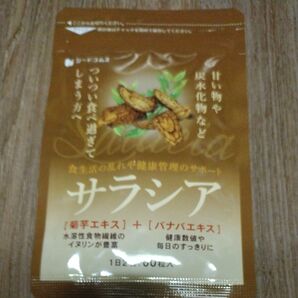 シードコムス
甘い物や
炭水化物など
ついつい食べ過ぎて
しまう方へ
Salacia
食生活の乱れや健康管理のサポート
サラシア
[菊芋エキス] + [バナバエキス]
水溶性食物繊維の
イヌリンが豊富
健康数値や
毎日のすっきりに
60粒入